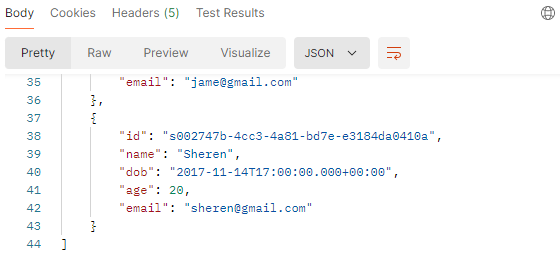 Body Cookies Headers (5) Test Results
Pretty Raw Preview Visualize JSON
35 "email": "jame@gmail.com"
36 },
37 {
38 "id": "s002747b-4cc3-4a81-bd7e-e3184da0410a",
39 "name": "Sheren",
40 "dob": "2017-11-14T17:00:00.000+00:00",
41 "age": 20,
42 "email": "sheren@gmail.com"
43 }
44 ]